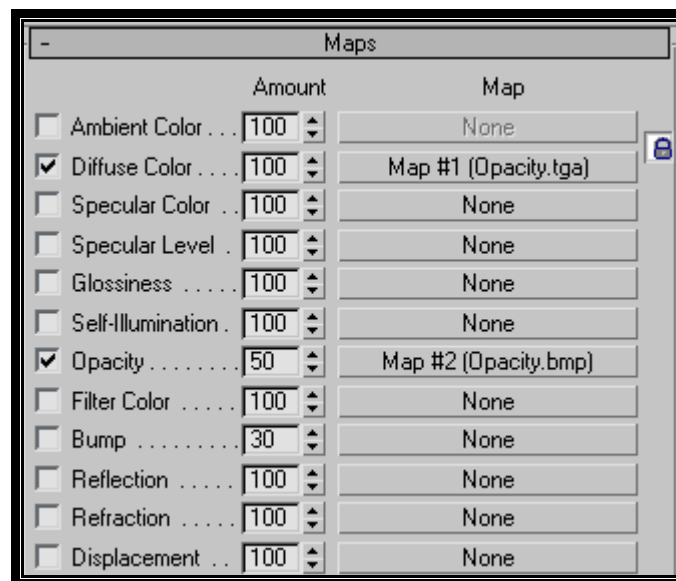 - Maps
Amount Map
Ambient Color . . . 100 None
Diffuse Color . . . . 100 Map #1 (Opacity.tga)
Specular Color . . 100 None
Specular Level . 100 None
Glossiness . . . . . 100 None
Self-Illumination . 100 None
Opacity . . . . . . . . 50 Map #2 (Opacity.bmp)
Filter Color . . . . . 100 None
Bump . . . . . . . . . 30 None
Reflection . . . . . 100 None
Refraction . . . . . 100 None
Displacement . . 100 None